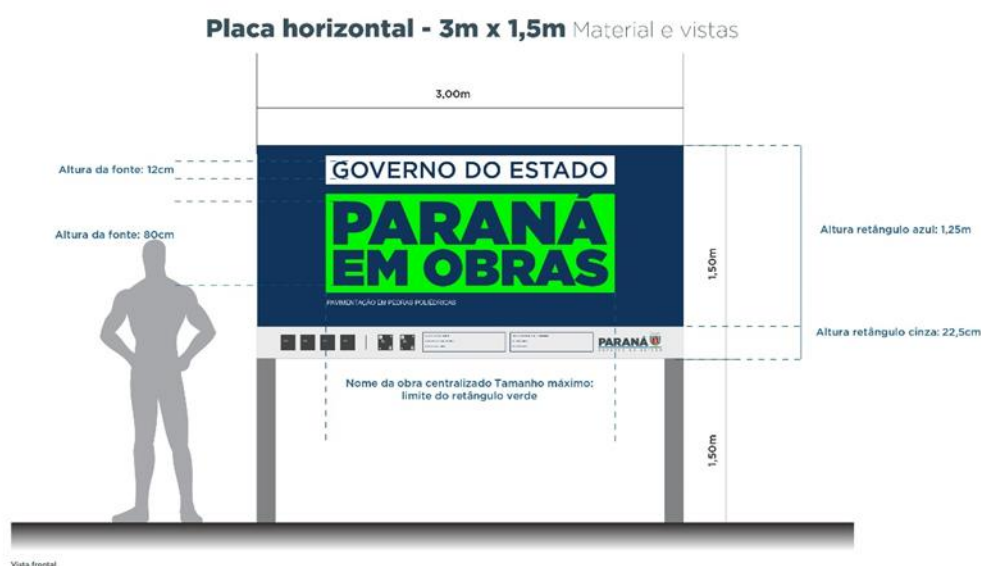 Placa horizontal - 3m x 1,5m Material e vistas
3,00m
Altura da fonte: 12cm
GOVERNO DO ESTADO
PARANÁ
EM OBRAS
Altura da fonte: 80cm
Altura retângulo azul: 1,25m
1,50m
PAVIMENTAÇÃO EM PEDRAS POLIÉDRICAS
Altura retângulo cinza: 22,5cm
PARANÁ
Nome da obra centralizado Tamanho máximo:
limite do retângulo verde
1,50m
Vista frontal